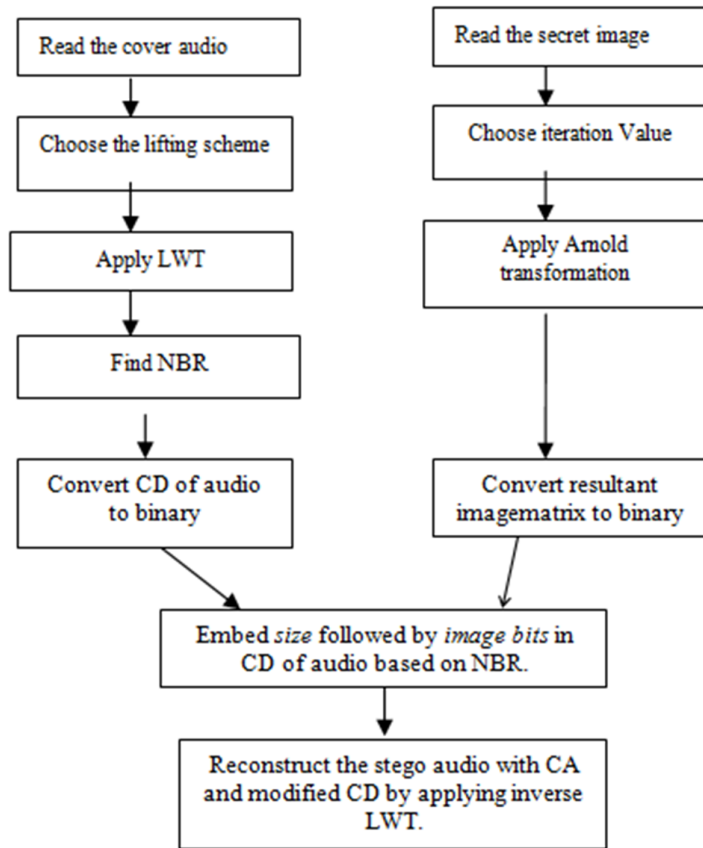 Read the cover audio
Choose the lifting scheme
Apply LWT
Find NBR
Convert CD of audio
to binary
Read the secret image
Choose iteration Value
Apply Arnold
transformation
Convert resultant
imagematrix to binary
Embed size followed by image bits in
CD of audio based on NBR.
Reconstruct the stego audio with CA
and modified CD by applying inverse
LWT.